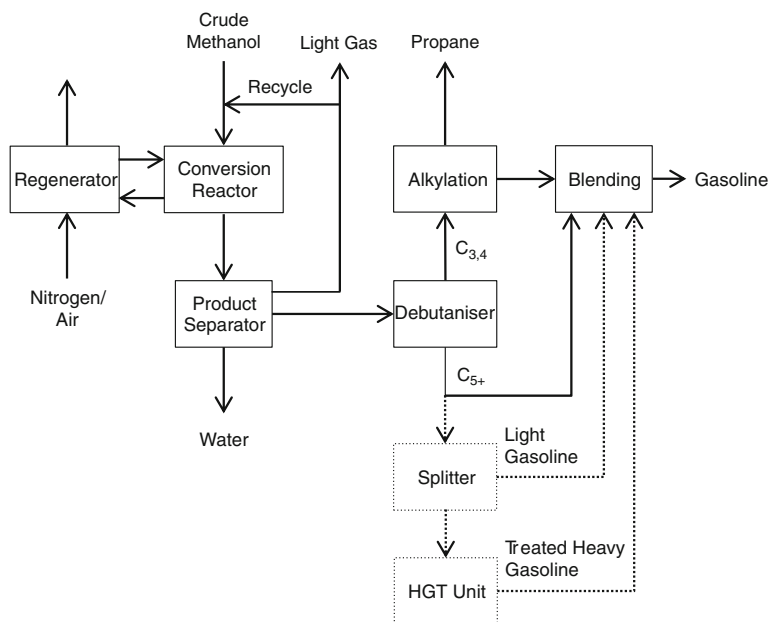 Crude
Methanol
Light Gas
Propane
Recycle
Regenerator
Conversion
Reactor
Alkylation
Blending
Gasoline
C3,4
Nitrogen/
Air
Product
Separator
Debutaniser
C5+
Water
Light
Gasoline
Splitter
Treated Heavy
Gasoline
HGT Unit